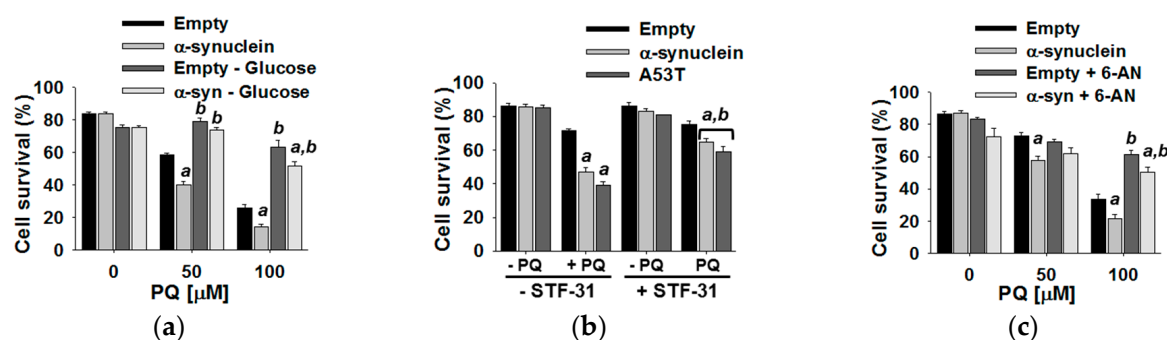 Empty
α-synuclein
Empty - Glucose
α-syn - Glucose
Cell survival (%)
100
80
60
40
20
0
a
b
b
a
b
a,b
0 50 100
PQ [μM]
(a)
Empty
α-synuclein
A53T
Cell survival (%)
100
80
60
40
20
0
a
a
a,b
- PQ + PQ - PQ PQ
- STF-31 + STF-31
(b)
Empty
α-synuclein
Empty + 6-AN
α-syn + 6-AN
Cell survival (%)
100
80
60
40
20
0
a
a
b
a,b
0 50 100
PQ [μM]
(c)